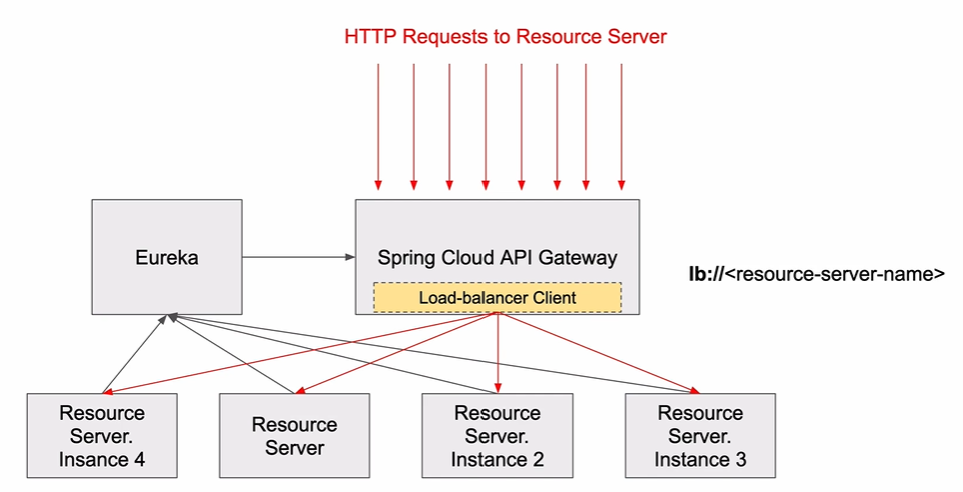 HTTP Requests to Resource Server
Eureka
Spring Cloud API Gateway
Load-balancer Client
lb://<resource-server-name>
Resource
Server.
Insance 4
Resource
Server
Resource
Server.
Instance 2
Resource
Server.
Instance 3